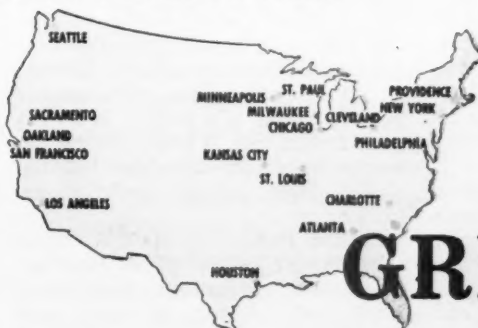 SEATTLE
ST. PAUL
MINNEAPOLIS
PROVIDENCE
NEW YORK
MILWAUKEE
CLEVELAND
CHICAGO
SACRAMENTO
OAKLAND
SAN FRANCISCO
PHILADELPHIA
KANSAS CITY
ST. LOUIS
LOS ANGELES
CHARLOTTE
ATLANTA
HOUSTON
GR